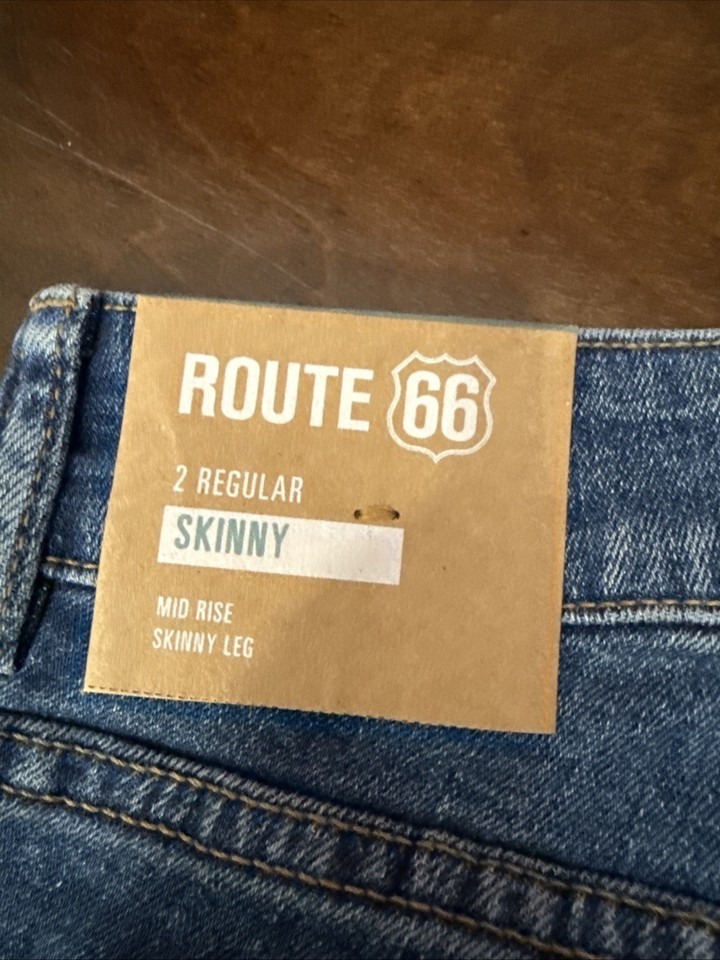 ROUTE 66
2 REGULAR
SKINNY
MID RISE
SKINNY LEG